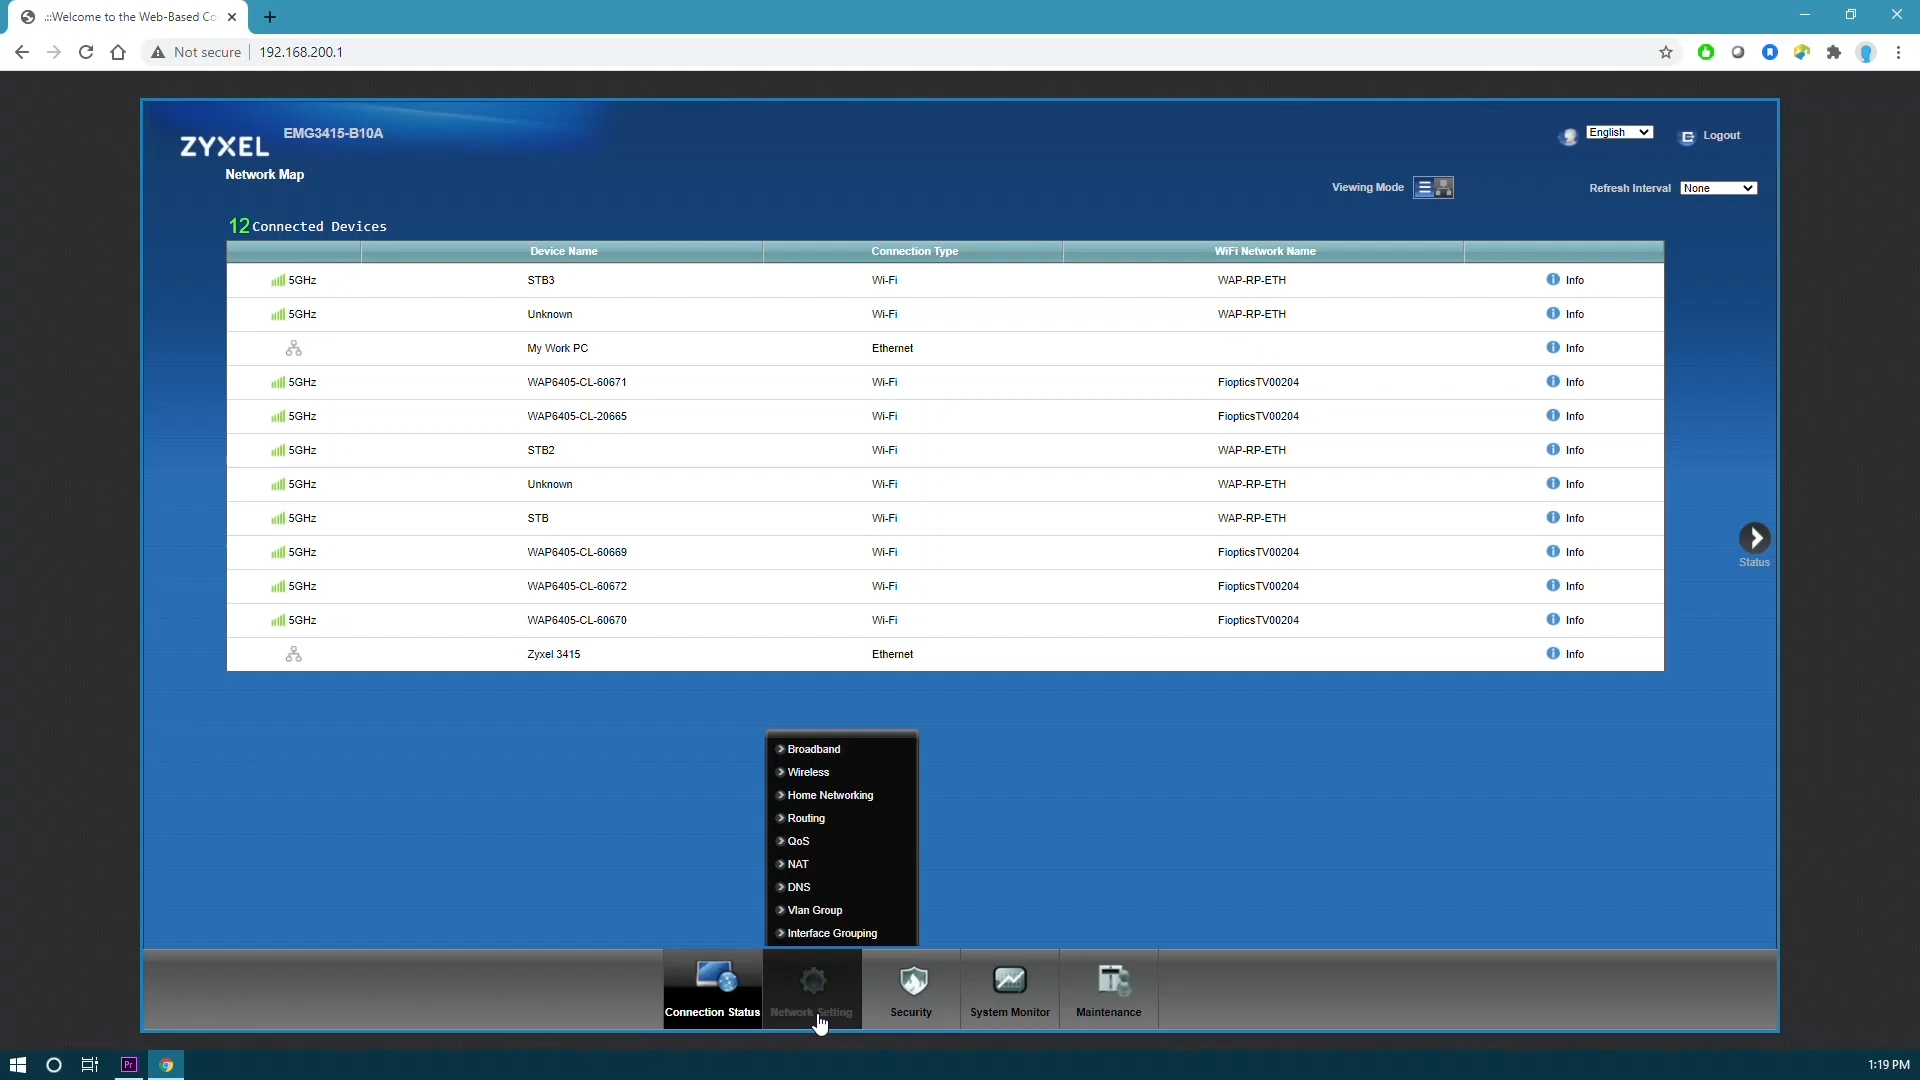 .::Welcome to the Web-Based Co
Not secure
192.168.200.1
ZYXEL
EMG3415-B10A
English
Logout
Network Map
Viewing Mode
Refresh Interval
None
12 Connected Devices
Device Name Connection Type WiFi Network Name
5GHz STB3 Wi-Fi WAP-RP-ETH Info
5GHz Unknown Wi-Fi WAP-RP-ETH Info
My Work PC Ethernet Info
5GHz WAP6405-CL-60671 Wi-Fi FiopticsTV00204 Info
5GHz WAP6405-CL-20665 Wi-Fi FiopticsTV00204 Info
5GHz STB2 Wi-Fi WAP-RP-ETH Info
5GHz Unknown Wi-Fi WAP-RP-ETH Info
5GHz STB Wi-Fi WAP-RP-ETH Info
5GHz WAP6405-CL-60669 Wi-Fi FiopticsTV00204 Info
5GHz WAP6405-CL-60672 Wi-Fi FiopticsTV00204 Info
5GHz WAP6405-CL-60670 Wi-Fi FiopticsTV00204 Info
Zyxel 3415 Ethernet Info
Status
Broadband
Wireless
Home Networking
Routing
QoS
NAT
DNS
Vlan Group
Interface Grouping
Connection Status
Network Setting
Security
System Monitor
Maintenance
Pr
1:19 PM